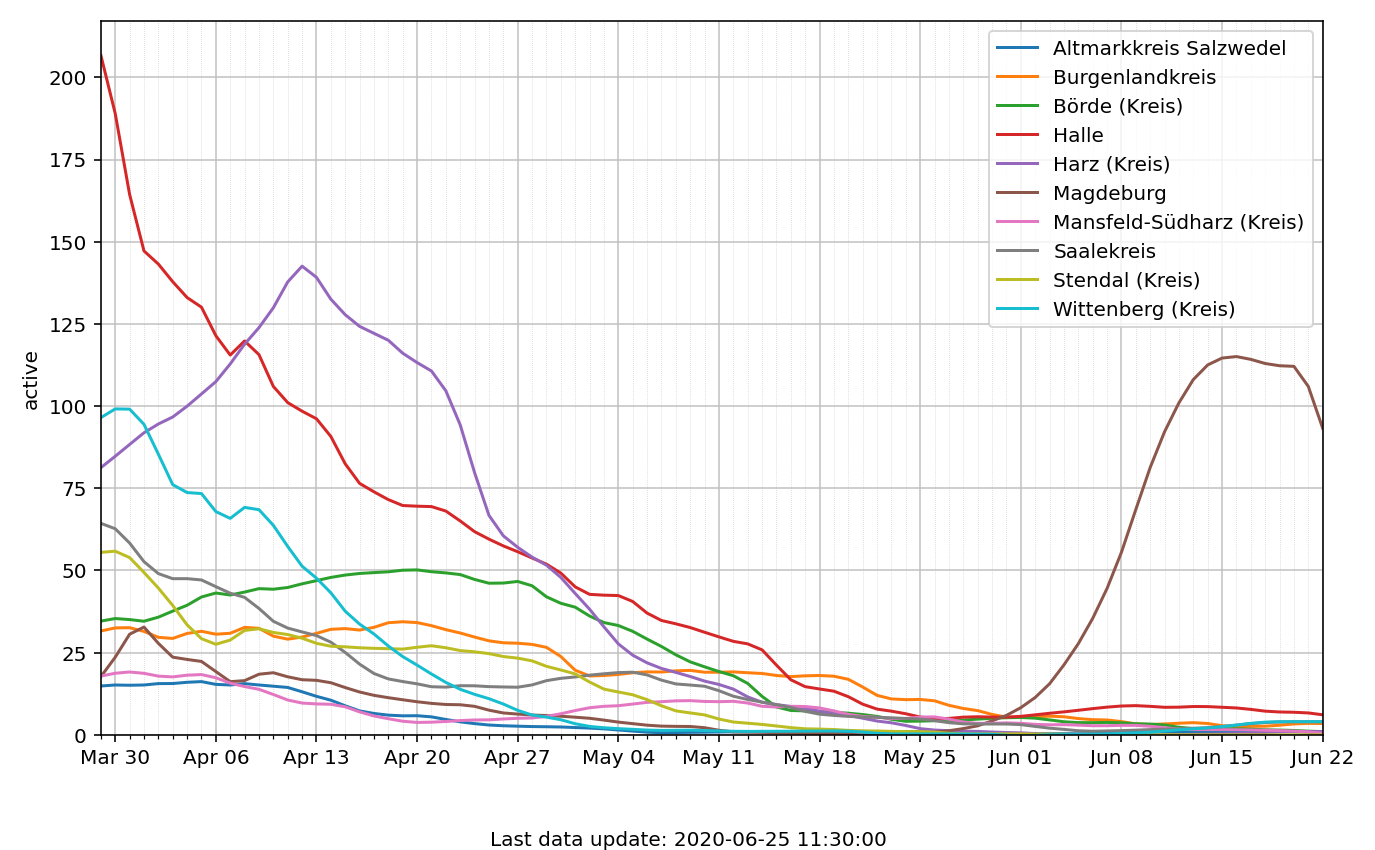 200
175
150
125
100
75
50
25
0
active
Altmarkkreis Salzwedel
Burgenlandkreis
Börde (Kreis)
Halle
Harz (Kreis)
Magdeburg
Mansfeld-Südharz (Kreis)
Saalekreis
Stendal (Kreis)
Wittenberg (Kreis)
Mar 30 Apr 06 Apr 13 Apr 20 Apr 27 May 04 May 11 May 18 May 25 Jun 01 Jun 08 Jun 15 Jun 22
Last data update: 2020-06-25 11:30:00